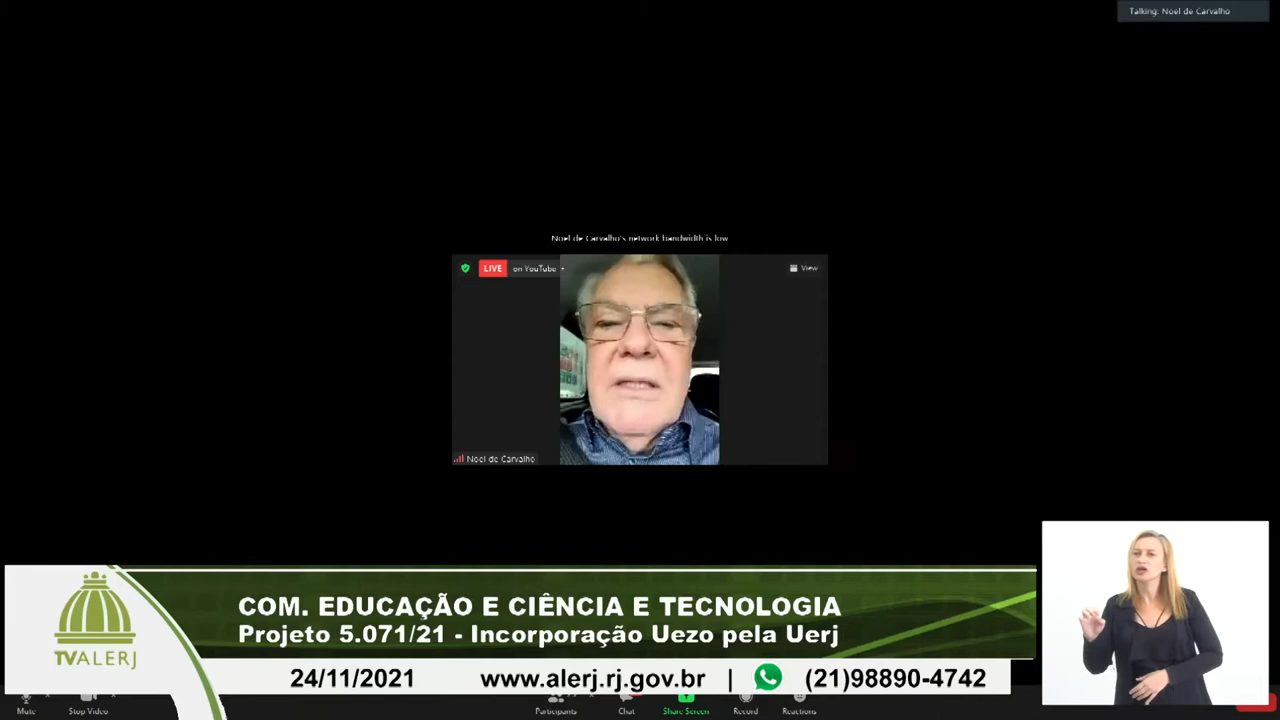 Talking: Noel de Carvalho
Noel de Carvalho's network bandwidth is low
LIVE on YouTube
View
Noel de Carvalho
COM. EDUCAÇÃO E CIÊNCIA E TECNOLOGIA
Projeto 5.071/21 - Incorporação Uezo pela Uerj
TVALERJ
24/11/2021 www.alerj.rj.gov.br | (21)98890-4742
Mute Stop Video Participants Chat Share Screen Record Reactions